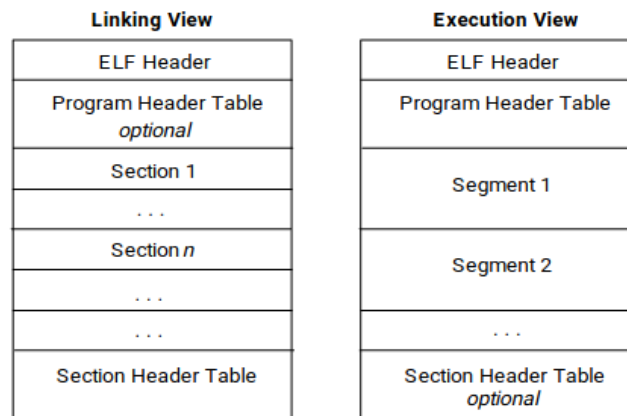 Linking View
ELF Header
Program Header Table
optional
Section 1
. . .
Section n
. . .
. . .
Section Header Table
Execution View
ELF Header
Program Header Table
Segment 1
Segment 2
. . .
Section Header Table
optional